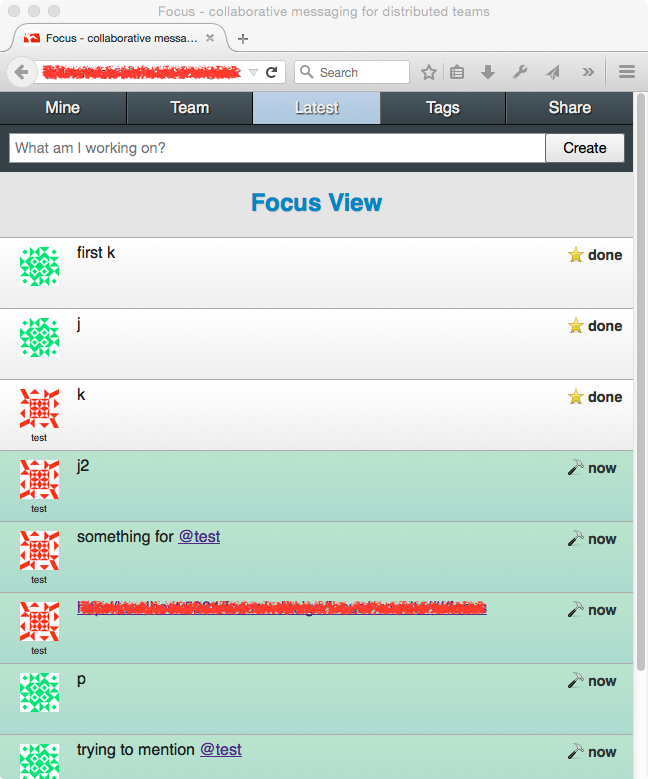 Focus - collaborative messaging for distributed teams
Focus - collaborative messa...
Search
Mine Team Latest Tags Share
What am I working on? Create
Focus View
first k done
j done
k done
test
j2 now
test
something for @test now
test
now
test
p now
trying to mention @test now